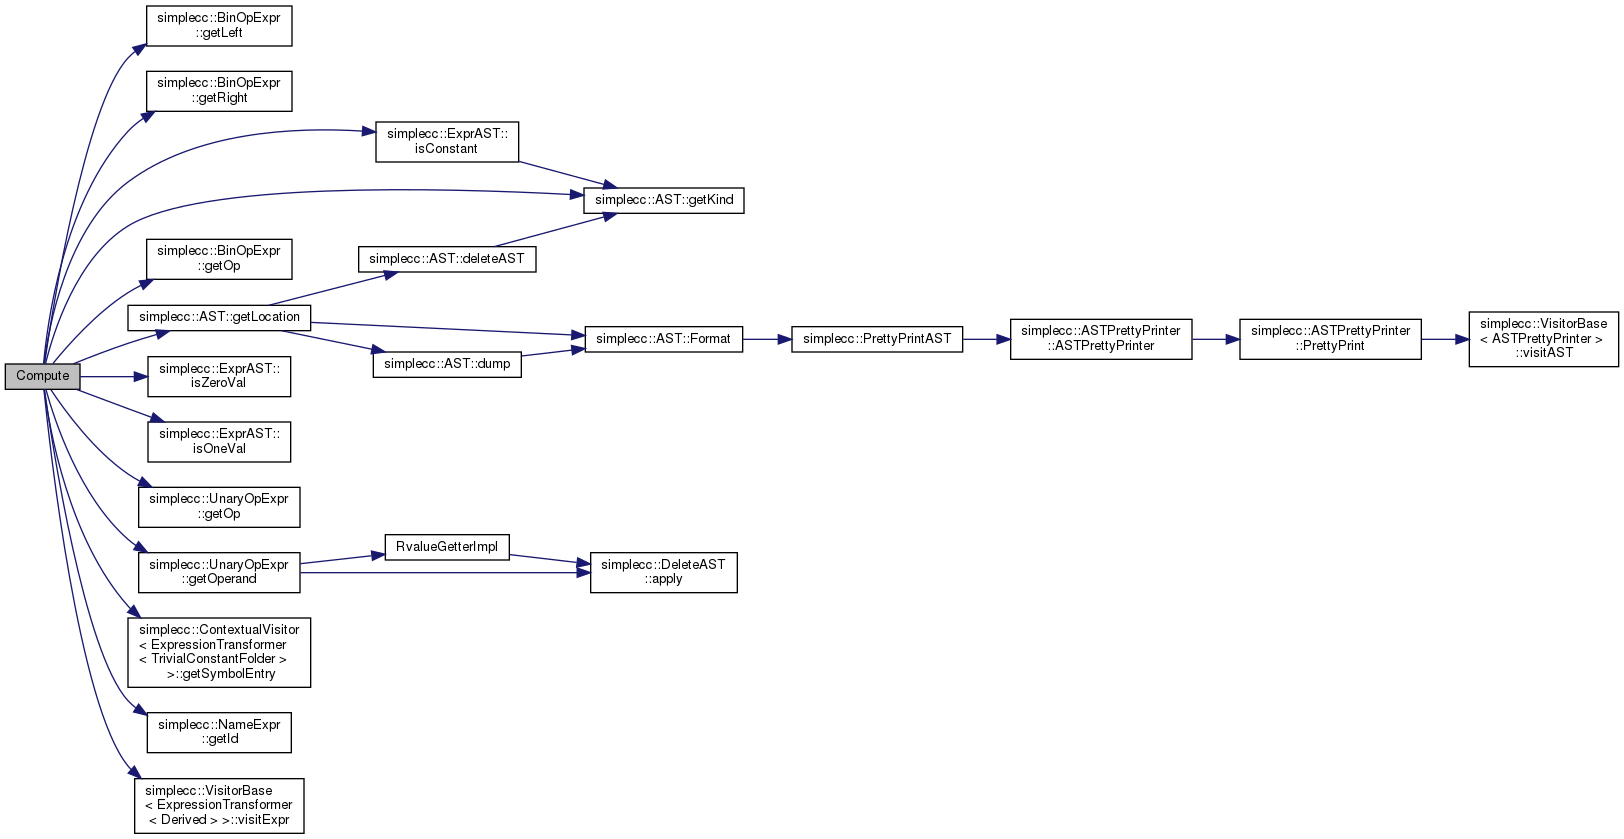 simplecc::BinOpExpr
::getLeft
simplecc::BinOpExpr
::getRight
simplecc::ExprAST::
isConstant
simplecc::AST::getKind
simplecc::BinOpExpr
::getOp
simplecc::AST::deleteAST
simplecc::AST::getLocation
simplecc::AST::Format
simplecc::PrettyPrintAST
simplecc::ASTPrettyPrinter
::ASTPrettyPrinter
simplecc::ASTPrettyPrinter
::PrettyPrint
simplecc::VisitorBase
< ASTPrettyPrinter >
::visitAST
simplecc::AST::dump
Compute
simplecc::ExprAST::
isZeroVal
simplecc::ExprAST::
isOneVal
simplecc::UnaryOpExpr
::getOp
simplecc::UnaryOpExpr
::getOperand
RvalueGetterImpl
simplecc::DeleteAST
::apply
simplecc::ContextualVisitor
< ExpressionTransformer
< TrivialConstantFolder >
>::getSymbolEntry
simplecc::NameExpr
::getId
simplecc::VisitorBase
< ExpressionTransformer
< Derived > >::visitExpr